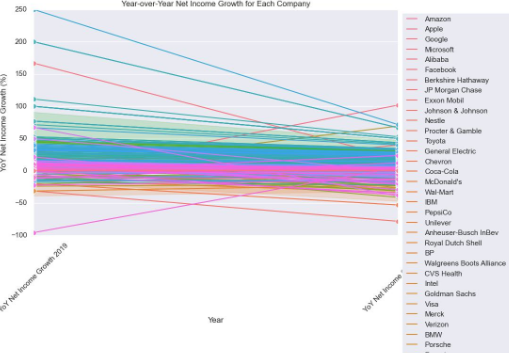 Year-over-Year Net Income Growth for Each Company
250
200
150
100
50
0
−50
−100
YoY Net Income Growth (%)
YoY Net Income Growth 2019
YoY Net Income
Year
Amazon
Apple
Google
Microsoft
Alibaba
Facebook
Berkshire Hathaway
JP Morgan Chase
Exxon Mobil
Johnson & Johnson
Nestle
Procter & Gamble
Toyota
General Electric
Chevron
Coca-Cola
McDonald's
Wal-Mart
IBM
PepsiCo
Unilever
Anheuser-Busch InBev
Royal Dutch Shell
BP
Walgreens Boots Alliance
CVS Health
Intel
Goldman Sachs
Visa
Merck
Verizon
BMW
Porsche